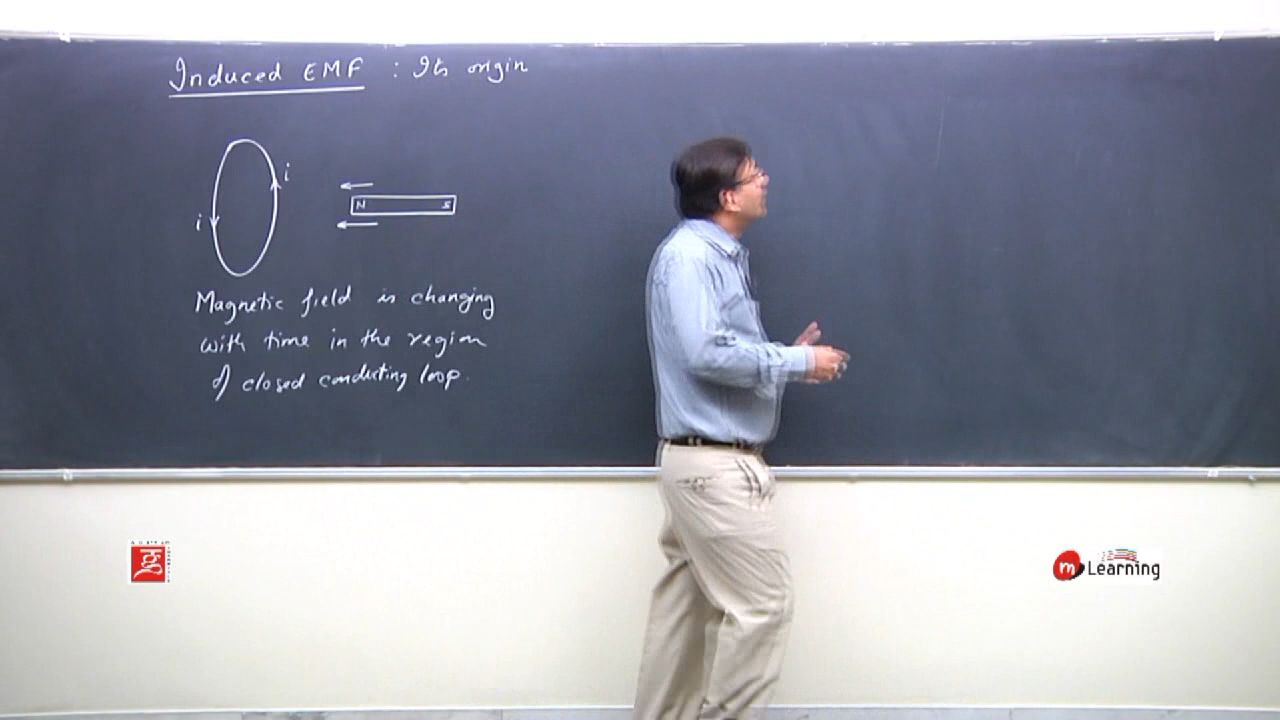 Induced EMF : Its origin
i
i
N S
Magnetic field is changing
with time in the region
of closed conducting loop.
m Learning